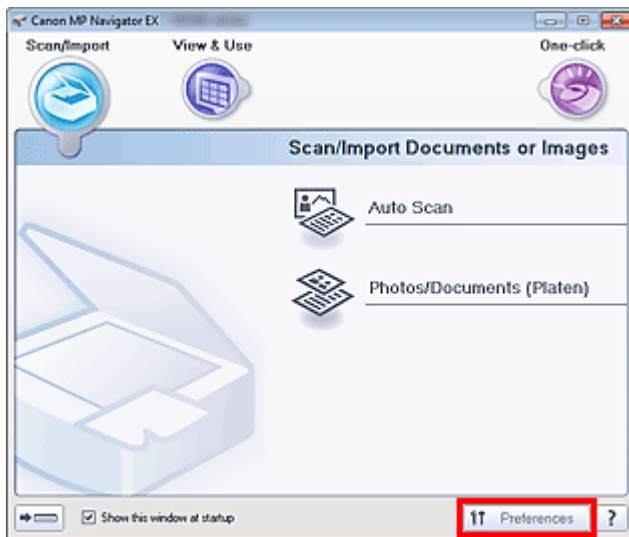 Canon MP Navigator EX
Scan/Import View & Use One-click
Scan/Import Documents or Images
Auto Scan
Photos/Documents (Platen)
Show this window at startup Preferences ?